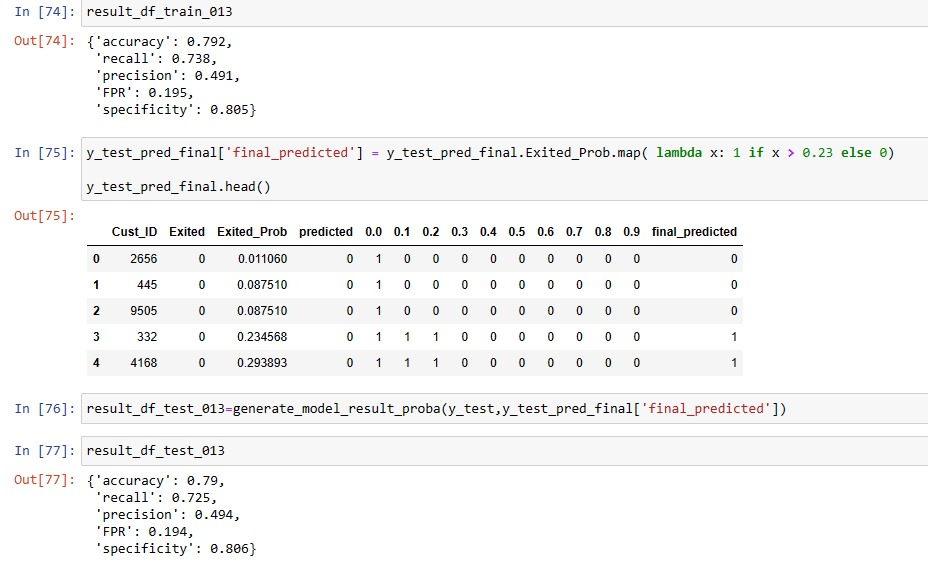 In [74]: result_df_train_013
Out[74]: {'accuracy': 0.792,
'recall': 0.738,
'precision': 0.491,
'FPR': 0.195,
'specificity': 0.805}
In [75]: y_test_pred_final['final_predicted'] = y_test_pred_final.Exited_Prob.map( lambda x: 1 if x > 0.23 else 0)
y_test_pred_final.head()
Out[75]:
Cust_ID Exited Exited_Prob predicted 0.0 0.1 0.2 0.3 0.4 0.5 0.6 0.7 0.8 0.9 final_predicted
0 2656 0 0.011060 0 1 0 0 0 0 0 0 0 0 0 0
1 445 0 0.087510 0 1 0 0 0 0 0 0 0 0 0 0
2 9505 0 0.087510 0 1 0 0 0 0 0 0 0 0 0 0
3 332 0 0.234568 0 1 1 1 0 0 0 0 0 0 0 1
4 4168 0 0.293893 0 1 1 1 0 0 0 0 0 0 0 1
In [76]: result_df_test_013=generate_model_result_proba(y_test,y_test_pred_final['final_predicted'])
In [77]: result_df_test_013
Out[77]: {'accuracy': 0.79,
'recall': 0.725,
'precision': 0.494,
'FPR': 0.194,
'specificity': 0.806}